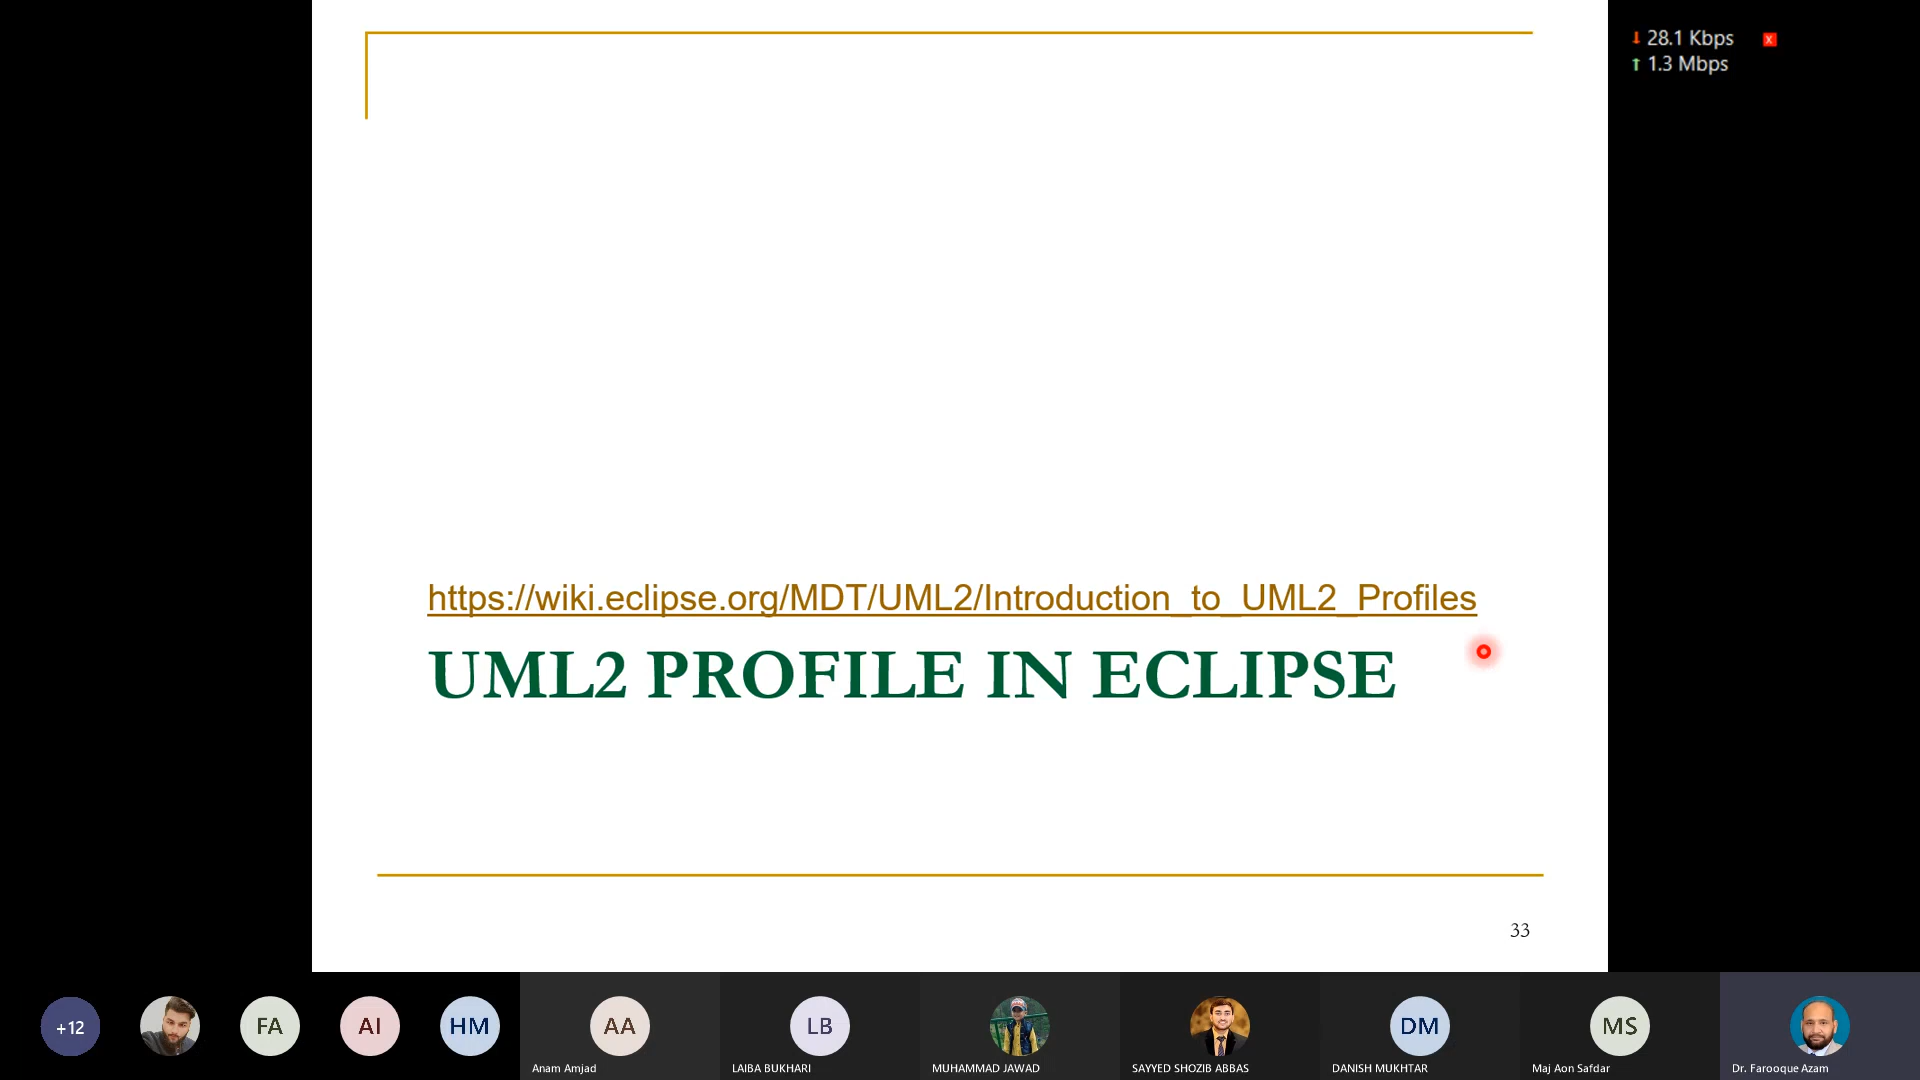 ↓ 28.1 Kbps x
↑ 1.3 Mbps
https://wiki.eclipse.org/MDT/UML2/Introduction_to_UML2_Profiles
UML2 PROFILE IN ECLIPSE
33
+12
FA
AI
HM
AA
LB
DM
MS
Anam Amjad
LAIBA BUKHARI
MUHAMMAD JAWAD
SAYYED SHOZIB ABBAS
DANISH MUKHTAR
Maj Aon Safdar
Dr. Farooque Azam